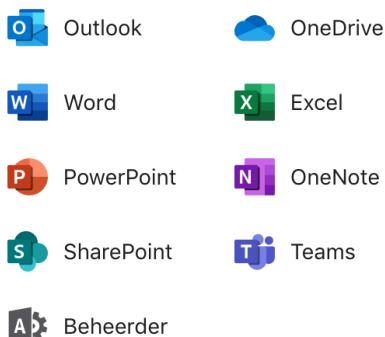 Outlook OneDrive
Word Excel
PowerPoint OneNote
SharePoint Teams
Beheerder